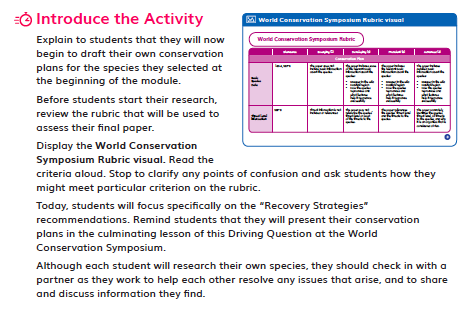 Introduce the Activity
Explain to students that they will now
begin to draft their own conservation
plans for the species they selected at
the beginning of the module.
Before students start their research,
review the rubric that will be used to
assess their final paper.
Display the World Conservation
Symposium Rubric visual. Read the
criteria aloud. Stop to clarify any points of confusion and ask students how they
might meet particular criterion on the rubric.
Today, students will focus specifically on the “Recovery Strategies”
recommendations. Remind students that they will present their conservation
plans in the culminating lesson of this Driving Question at the World
Conservation Symposium.
Although each student will research their own species, they should check in with a
partner as they work to help each other resolve any issues that arise, and to share
and discuss information they find.
World Conservation Symposium Rubric visual
World Conservation Symposium Rubric
Conservation Plan